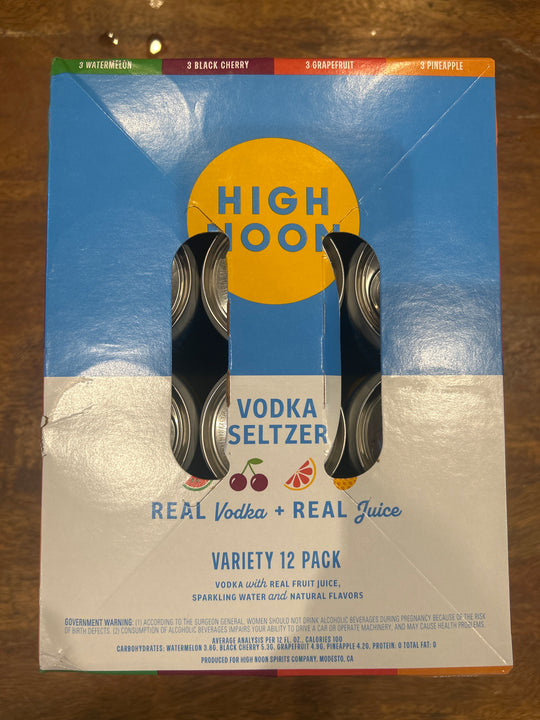 3 WATERMELON 3 BLACK CHERRY 3 GRAPEFRUIT 3 PINEAPPLE
HIGH
NOON
VODKA
SELTZER
REAL Vodka + REAL Juice
VARIETY 12 PACK
VODKA with REAL FRUIT JUICE,
SPARKLING WATER and NATURAL FLAVORS
GOVERNMENT WARNING: (1) ACCORDING TO THE SURGEON GENERAL, WOMEN SHOULD NOT DRINK ALCOHOLIC BEVERAGES DURING PREGNANCY BECAUSE OF THE RISK
OF BIRTH DEFECTS. (2) CONSUMPTION OF ALCOHOLIC BEVERAGES IMPAIRS YOUR ABILITY TO DRIVE A CAR OR OPERATE MACHINERY, AND MAY CAUSE HEALTH PROBLEMS.
AVERAGE ANALYSIS PER 12 FL. OZ., CALORIES 100
CARBOHYDRATES: WATERMELON 3.8G, BLACK CHERRY 5.3G, GRAPEFRUIT 4.9G, PINEAPPLE 4.2G, PROTEIN: 0 TOTAL FAT: 0
PRODUCED FOR HIGH NOON SPIRITS COMPANY, MODESTO, CA